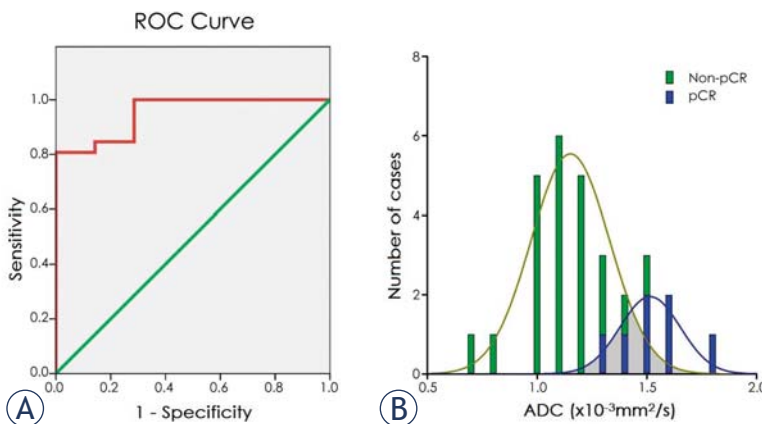 ROC Curve
Sensitivity
1.0
0.8
0.6
0.4
0.2
0.0
0.0 0.2 0.4 0.6 0.8 1.0
1 - Specificity
A
Number of cases
8
6
4
2
0
0.5 1.0 1.5 2.0
ADC (x10-3mm2/s)
Non-pCR
pCR
B